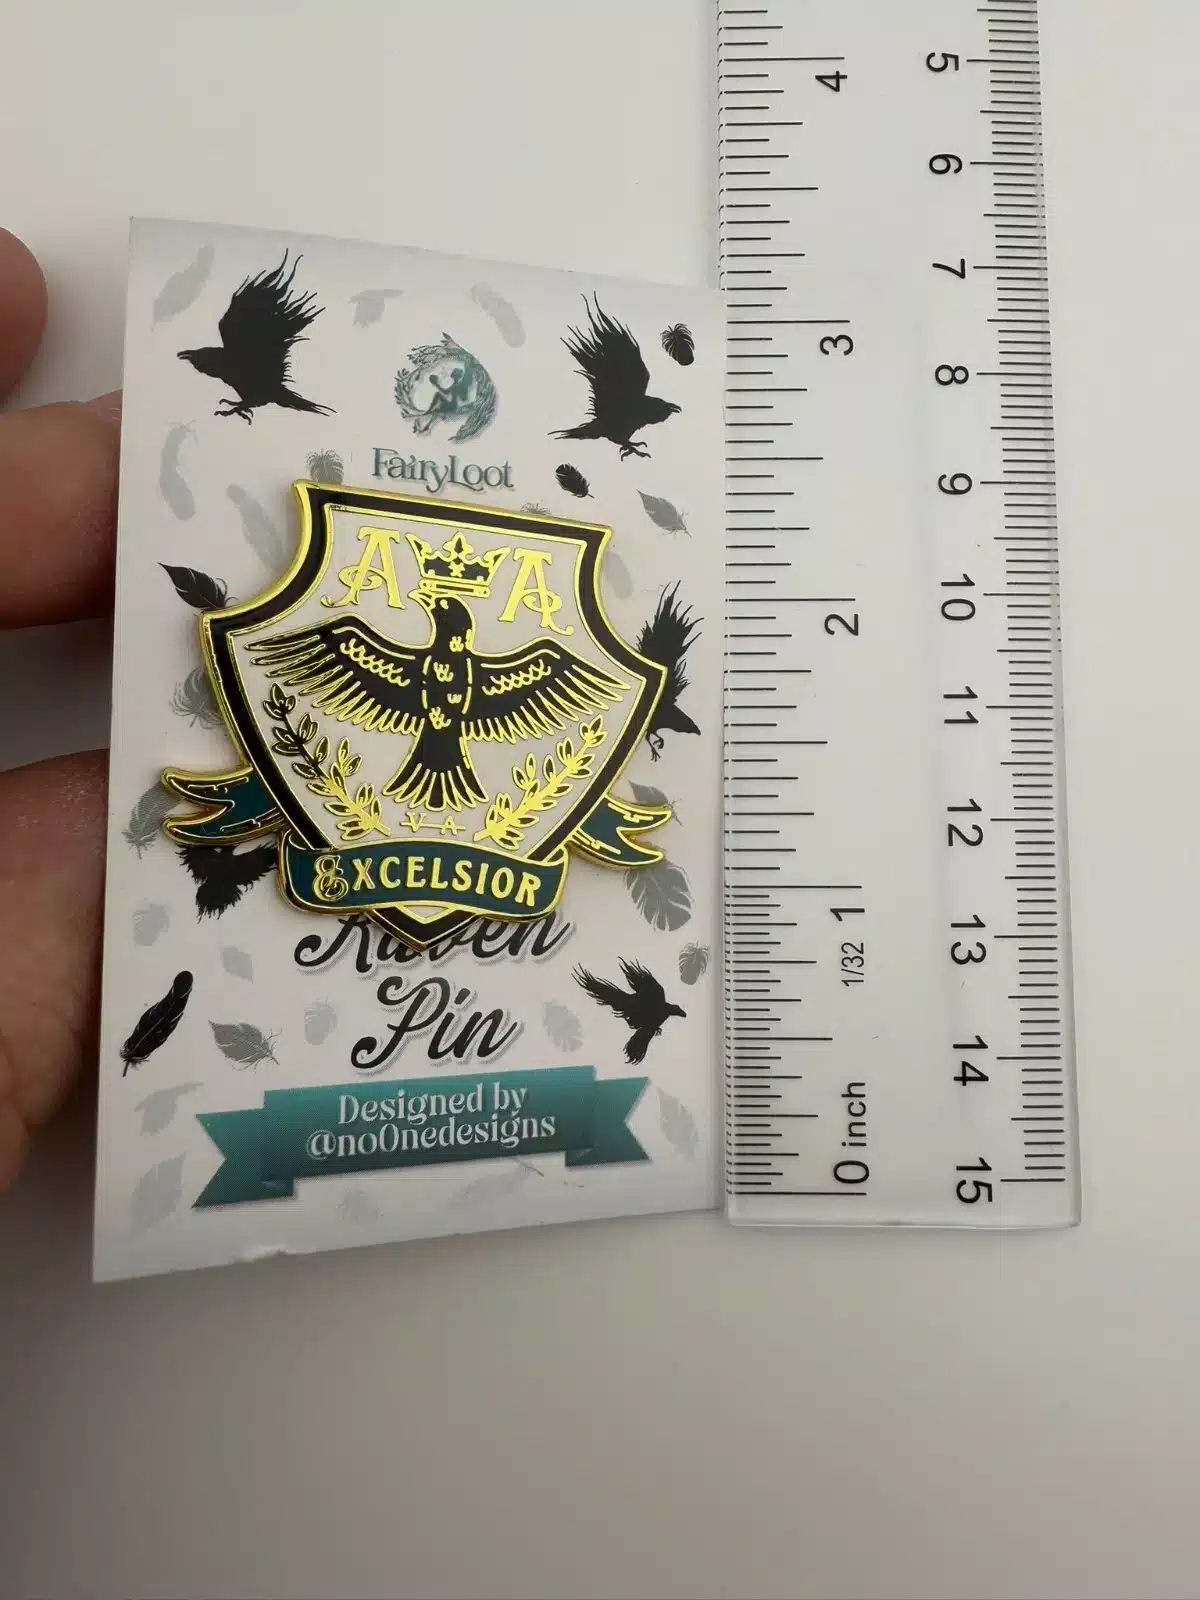 FairyLoot
A A
V A
EXCELSIOR
Raven
Pin
Designed by
@no0nedesigns
4
3
2
1
1/32
0 inch
5
6
7
8
9
10
11
12
13
14
15